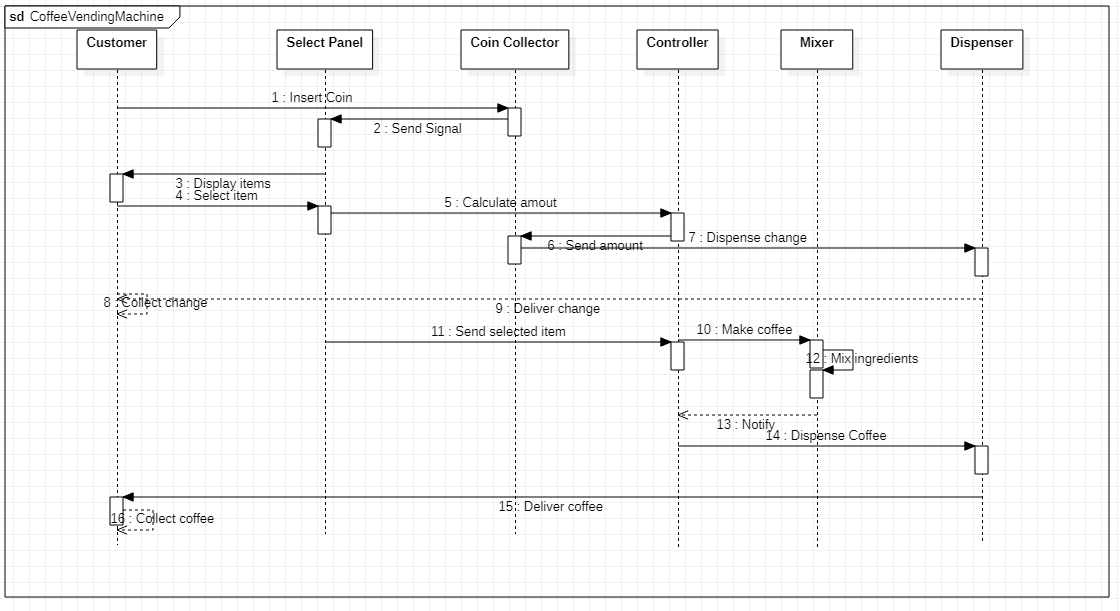 sd CoffeeVendingMachine
Customer
Select Panel
Coin Collector
Controller
Mixer
Dispenser
1 : Insert Coin
2 : Send Signal
3 : Display items
4 : Select item
5 : Calculate amout
6 : Send amount
7 : Dispense change
8 : Collect change
9 : Deliver change
10 : Make coffee
11 : Send selected item
12 : Mix ingredients
13 : Notify
14 : Dispense Coffee
15 : Deliver coffee
16 : Collect coffee